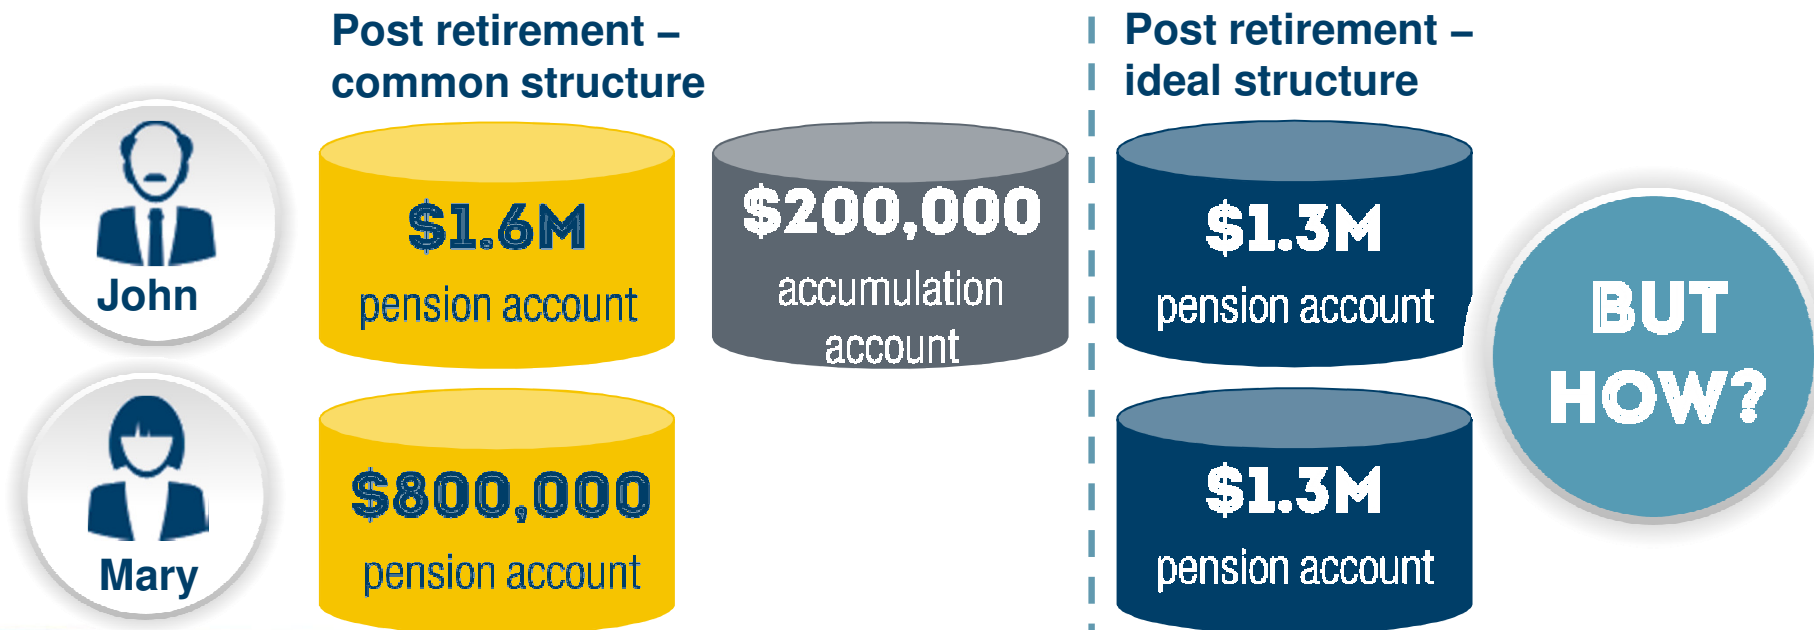 Post retirement –
common structure
Post retirement –
ideal structure
John
$1.6M
pension account
$200,000
accumulation
account
$1.3M
pension account
BUT
HOW?
Mary
$800,000
pension account
$1.3M
pension account